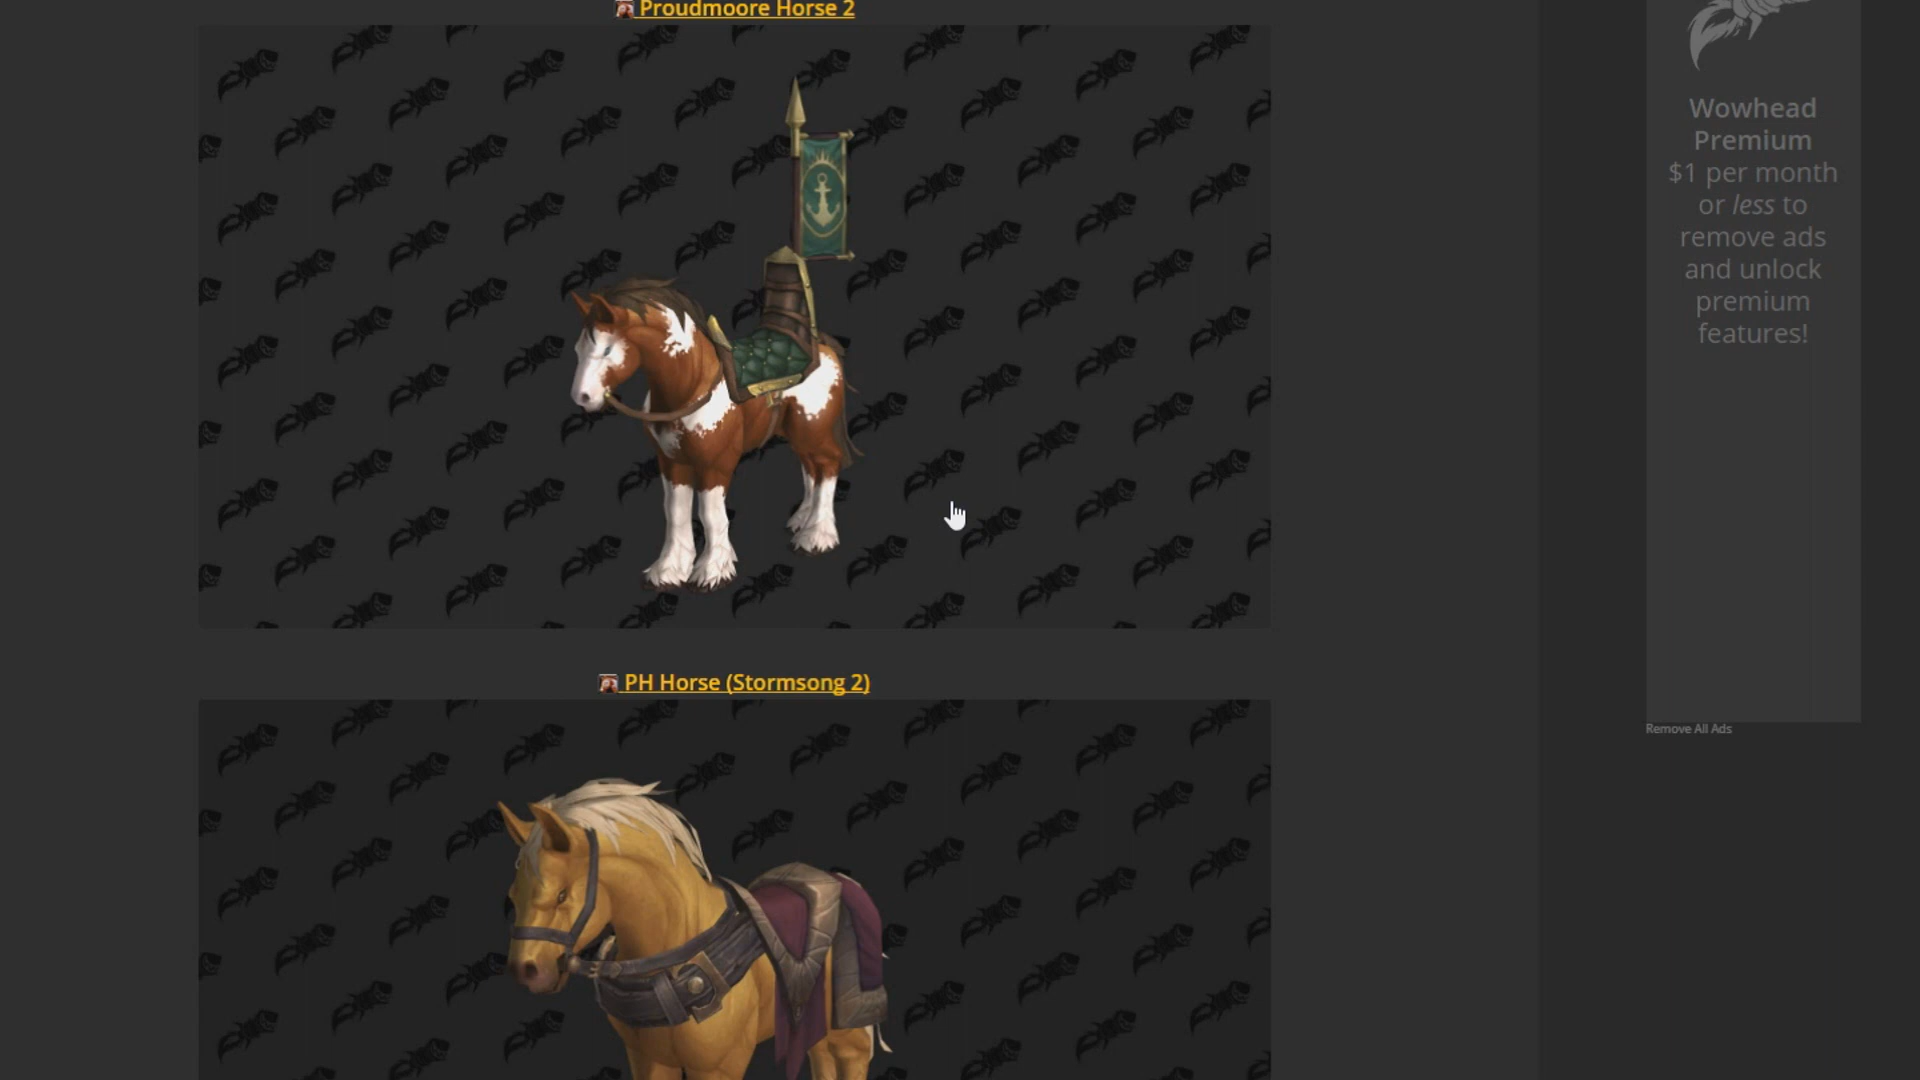 Proudmoore Horse 2
Wowhead
Premium
$1 per month
or less to
remove ads
and unlock
premium
features!
PH Horse (Stormsong 2)
Remove All Ads